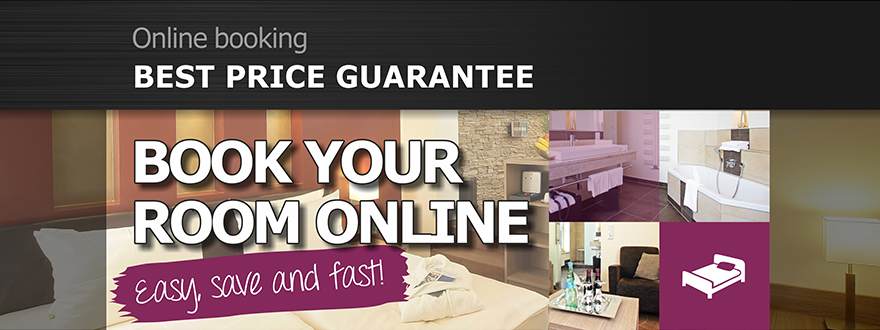 Online booking
BEST PRICE GUARANTEE
BOOK YOUR
ROOM ONLINE
Easy, save and fast!